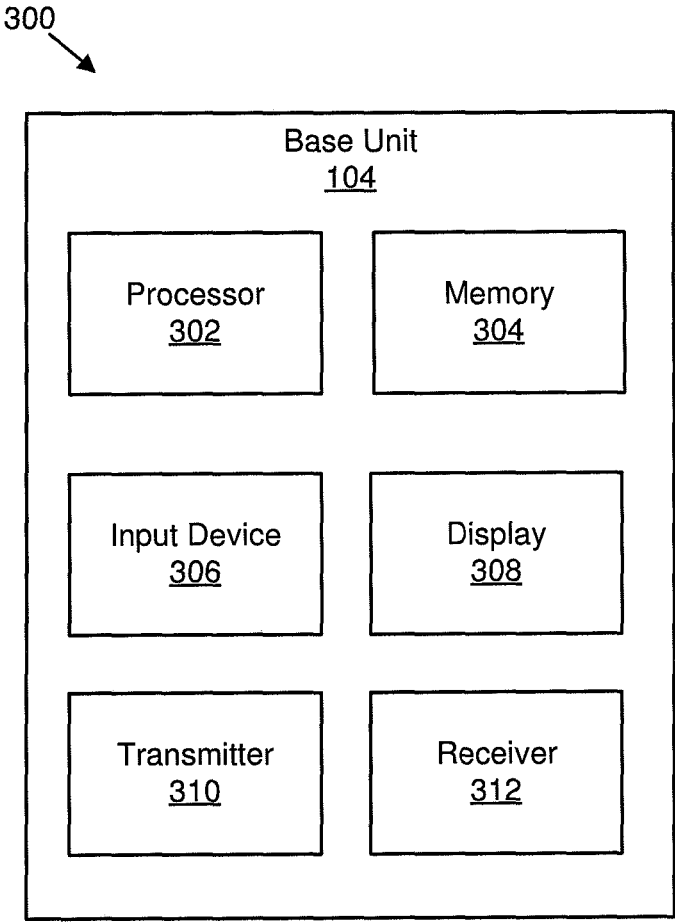 300
Base Unit
104
Processor
302
Memory
304
Input Device
306
Display
308
Transmitter
310
Receiver
312